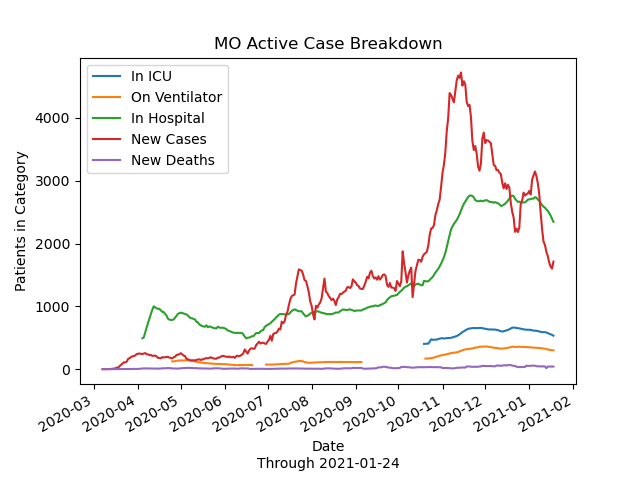 MO Active Case Breakdown
In ICU
On Ventilator
In Hospital
New Cases
New Deaths
Patients in Category
4000
3000
2000
1000
0
2020-03
2020-04
2020-05
2020-06
2020-07
2020-08
2020-09
2020-10
2020-11
2020-12
2021-01
2021-02
Date
Through 2021-01-24